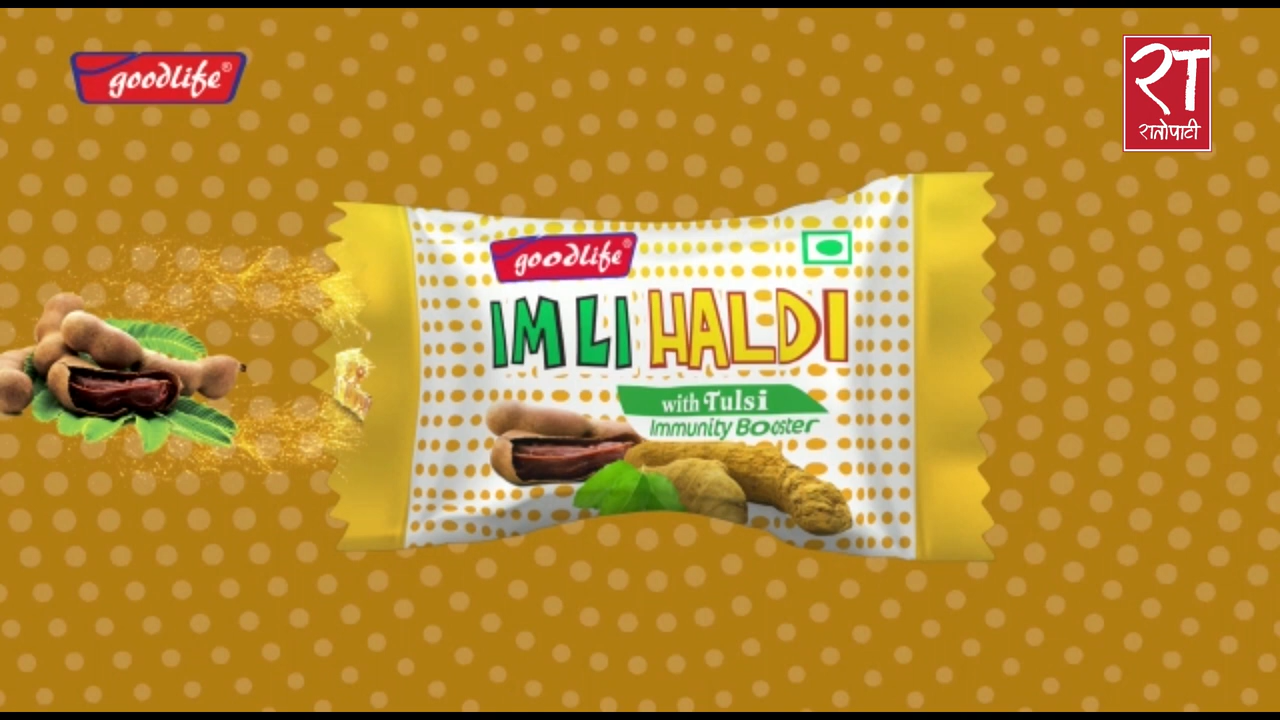 goodlife®
रा
रातोपाटी
goodlife®
IMLI HALDI
with Tulsi
Immunity Booster